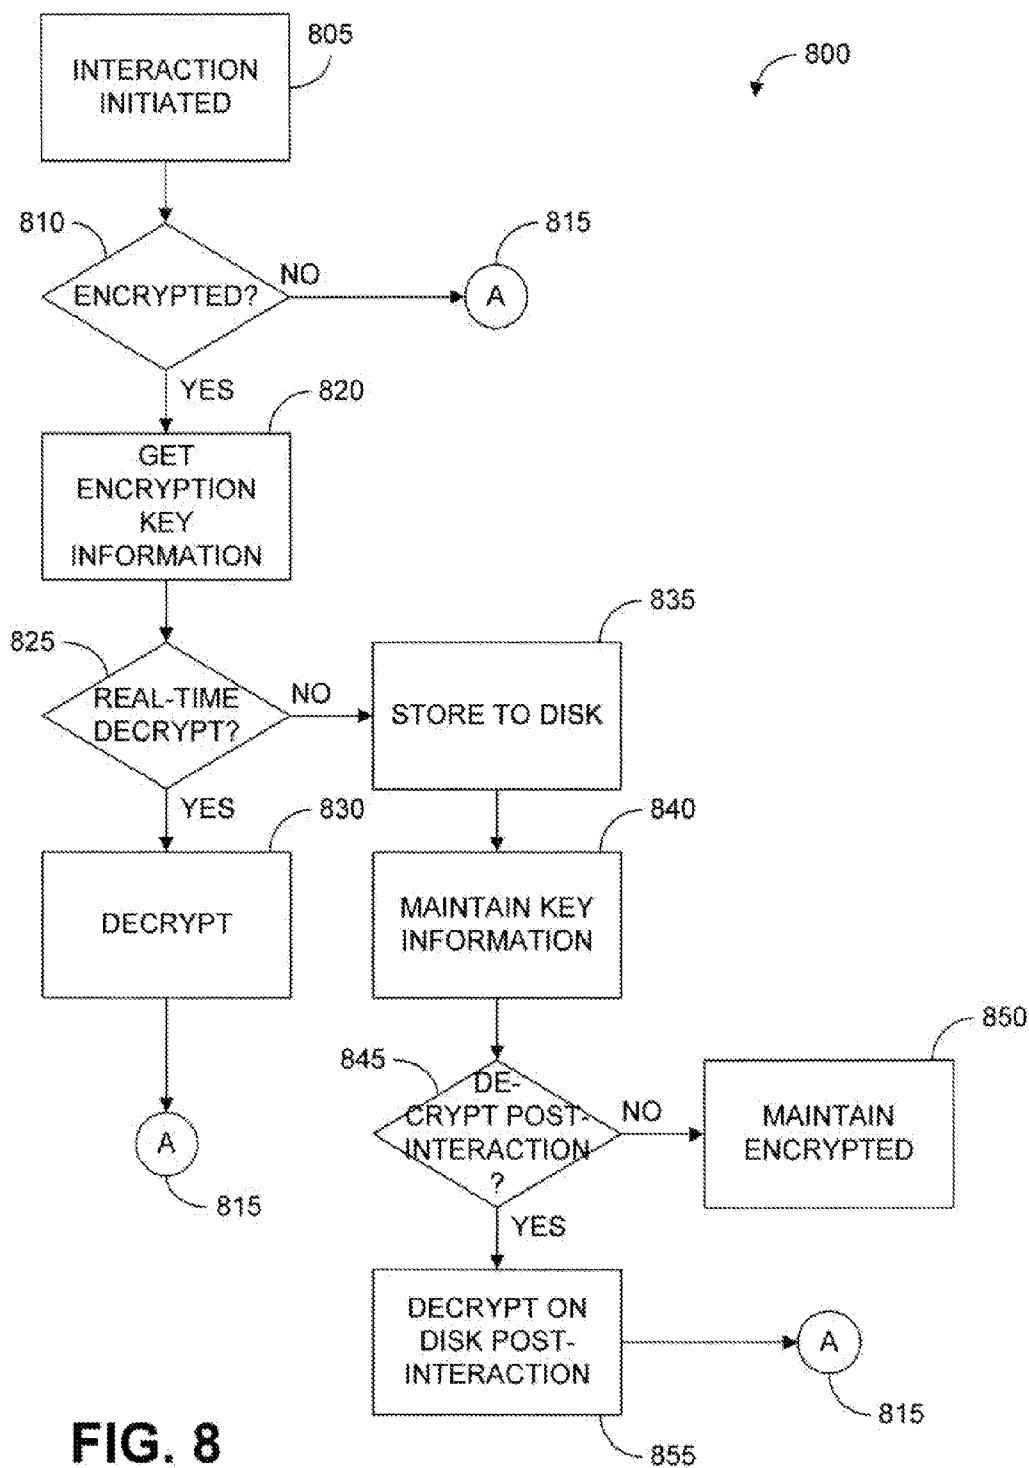 805
INTERACTION
INITIATED
800
810
ENCRYPTED?
NO
815
A
YES
820
GET
ENCRYPTION
KEY
INFORMATION
825
REAL-TIME
DECRYPT?
NO
835
STORE TO DISK
YES
830
DECRYPT
840
MAINTAIN KEY
INFORMATION
A
815
845
DE-
CRYPT POST-
INTERACTION
?
NO
850
MAINTAIN
ENCRYPTED
YES
DECRYPT ON
DISK POST-
INTERACTION
A
815
855
FIG. 8